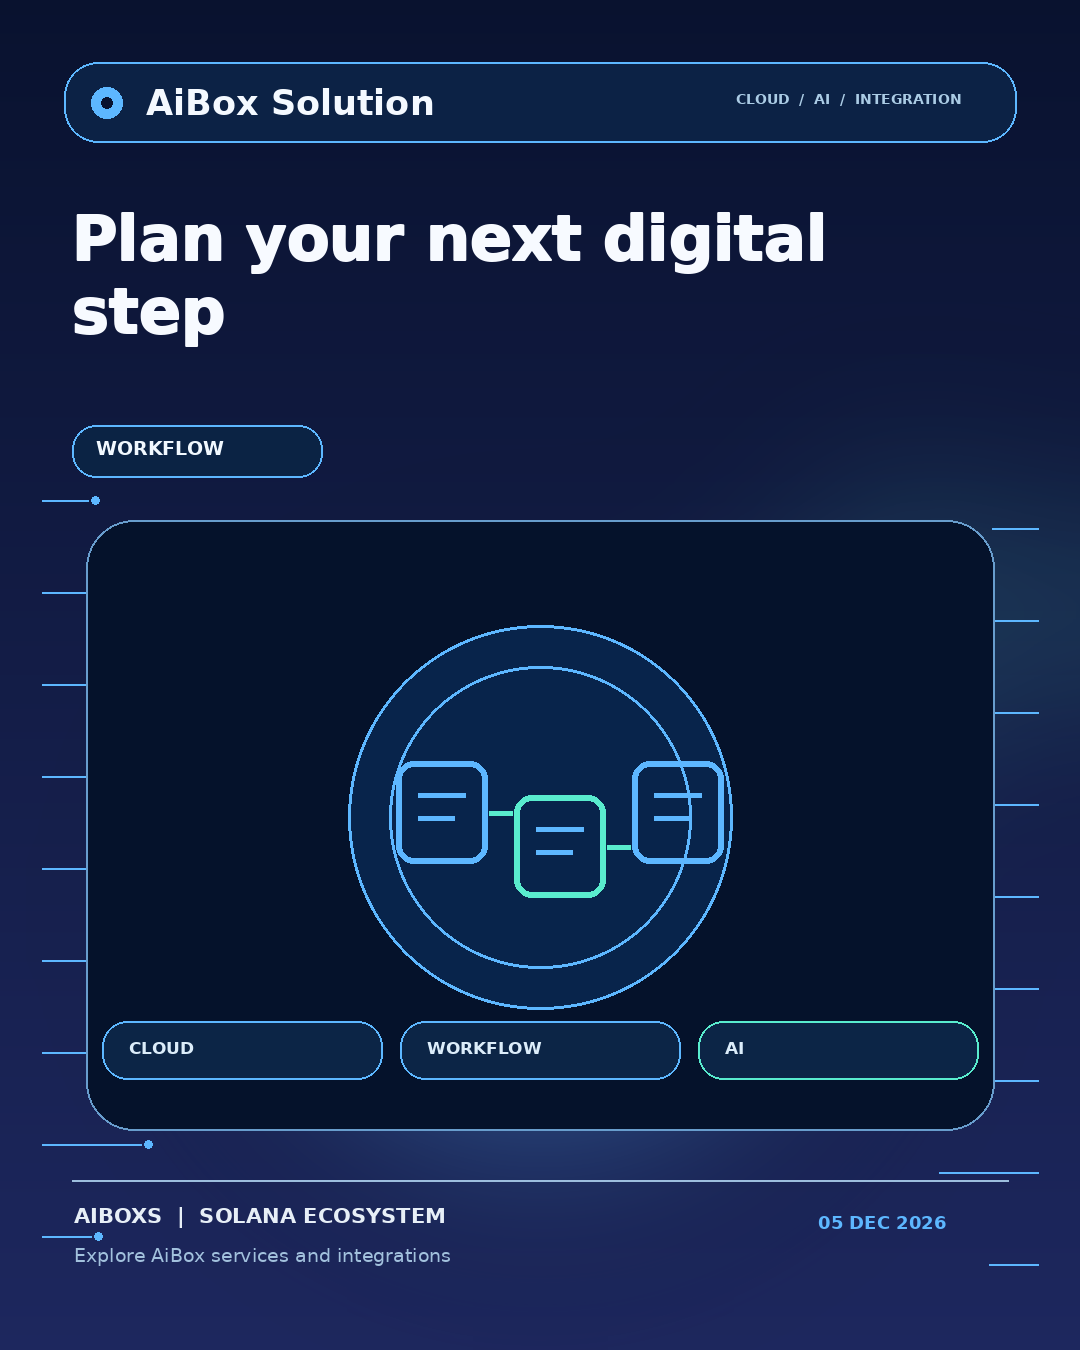 AiBox Solution
CLOUD / AI / INTEGRATION
Plan your next digital
step
WORKFLOW
CLOUD
WORKFLOW
AI
AIBOXS | SOLANA ECOSYSTEM
05 DEC 2026
Explore AiBox services and integrations